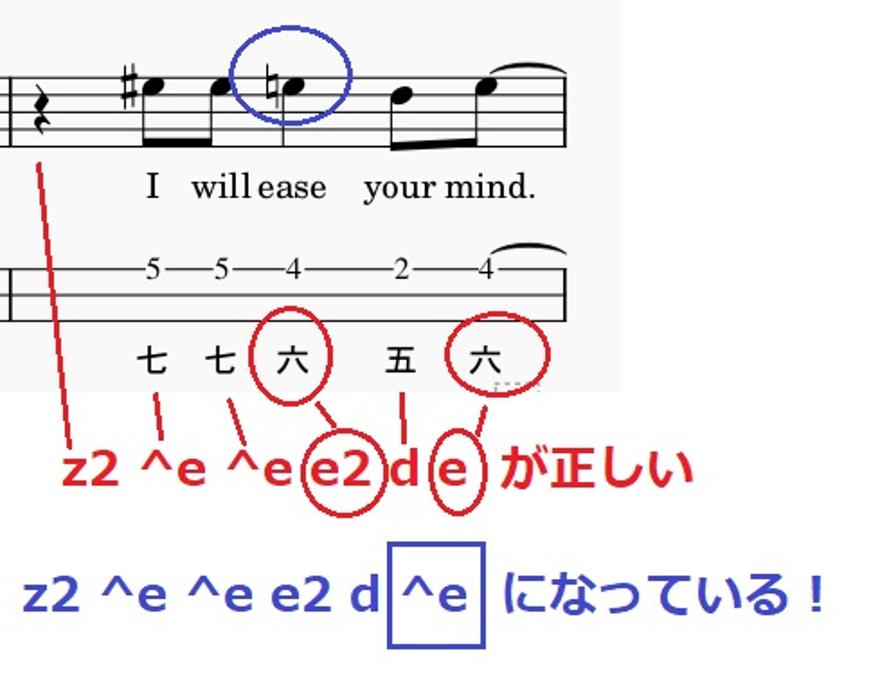 I will ease your mind.
5 5 4 2 4
七 七 六 五 六
z2 ^e ^e e2 d e が正しい
z2 ^e ^e e2 d ^e になっている！